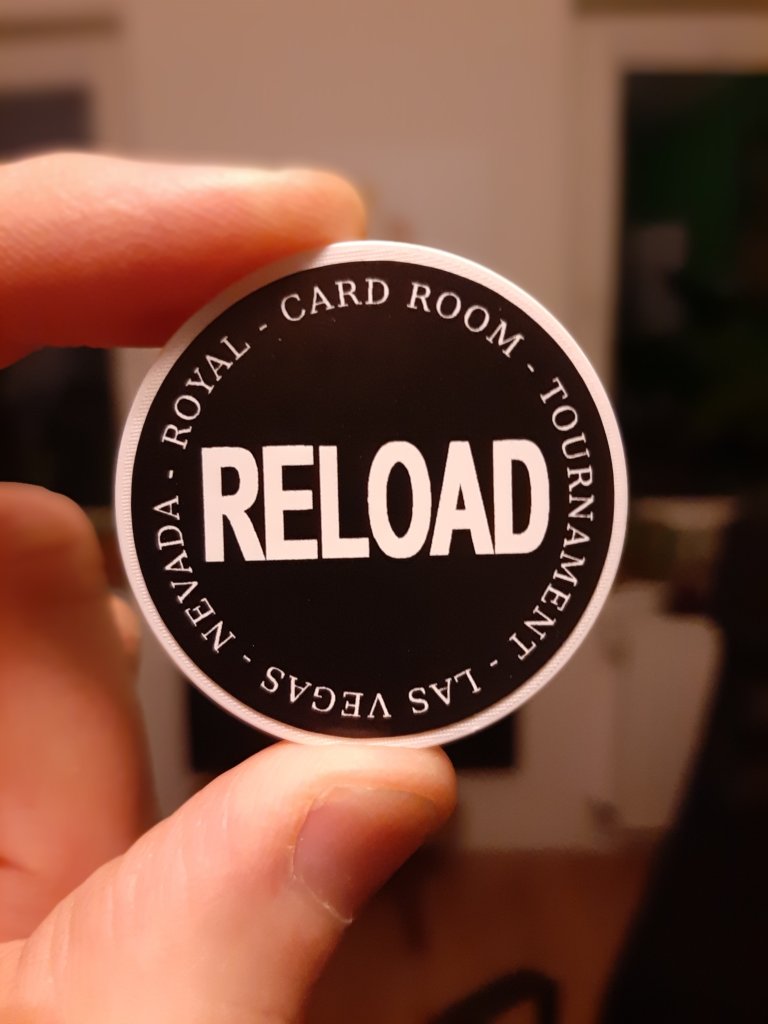 ROYAL - CARD ROOM - TOURNAMENT - LAS VEGAS - NEVADA -
RELOAD